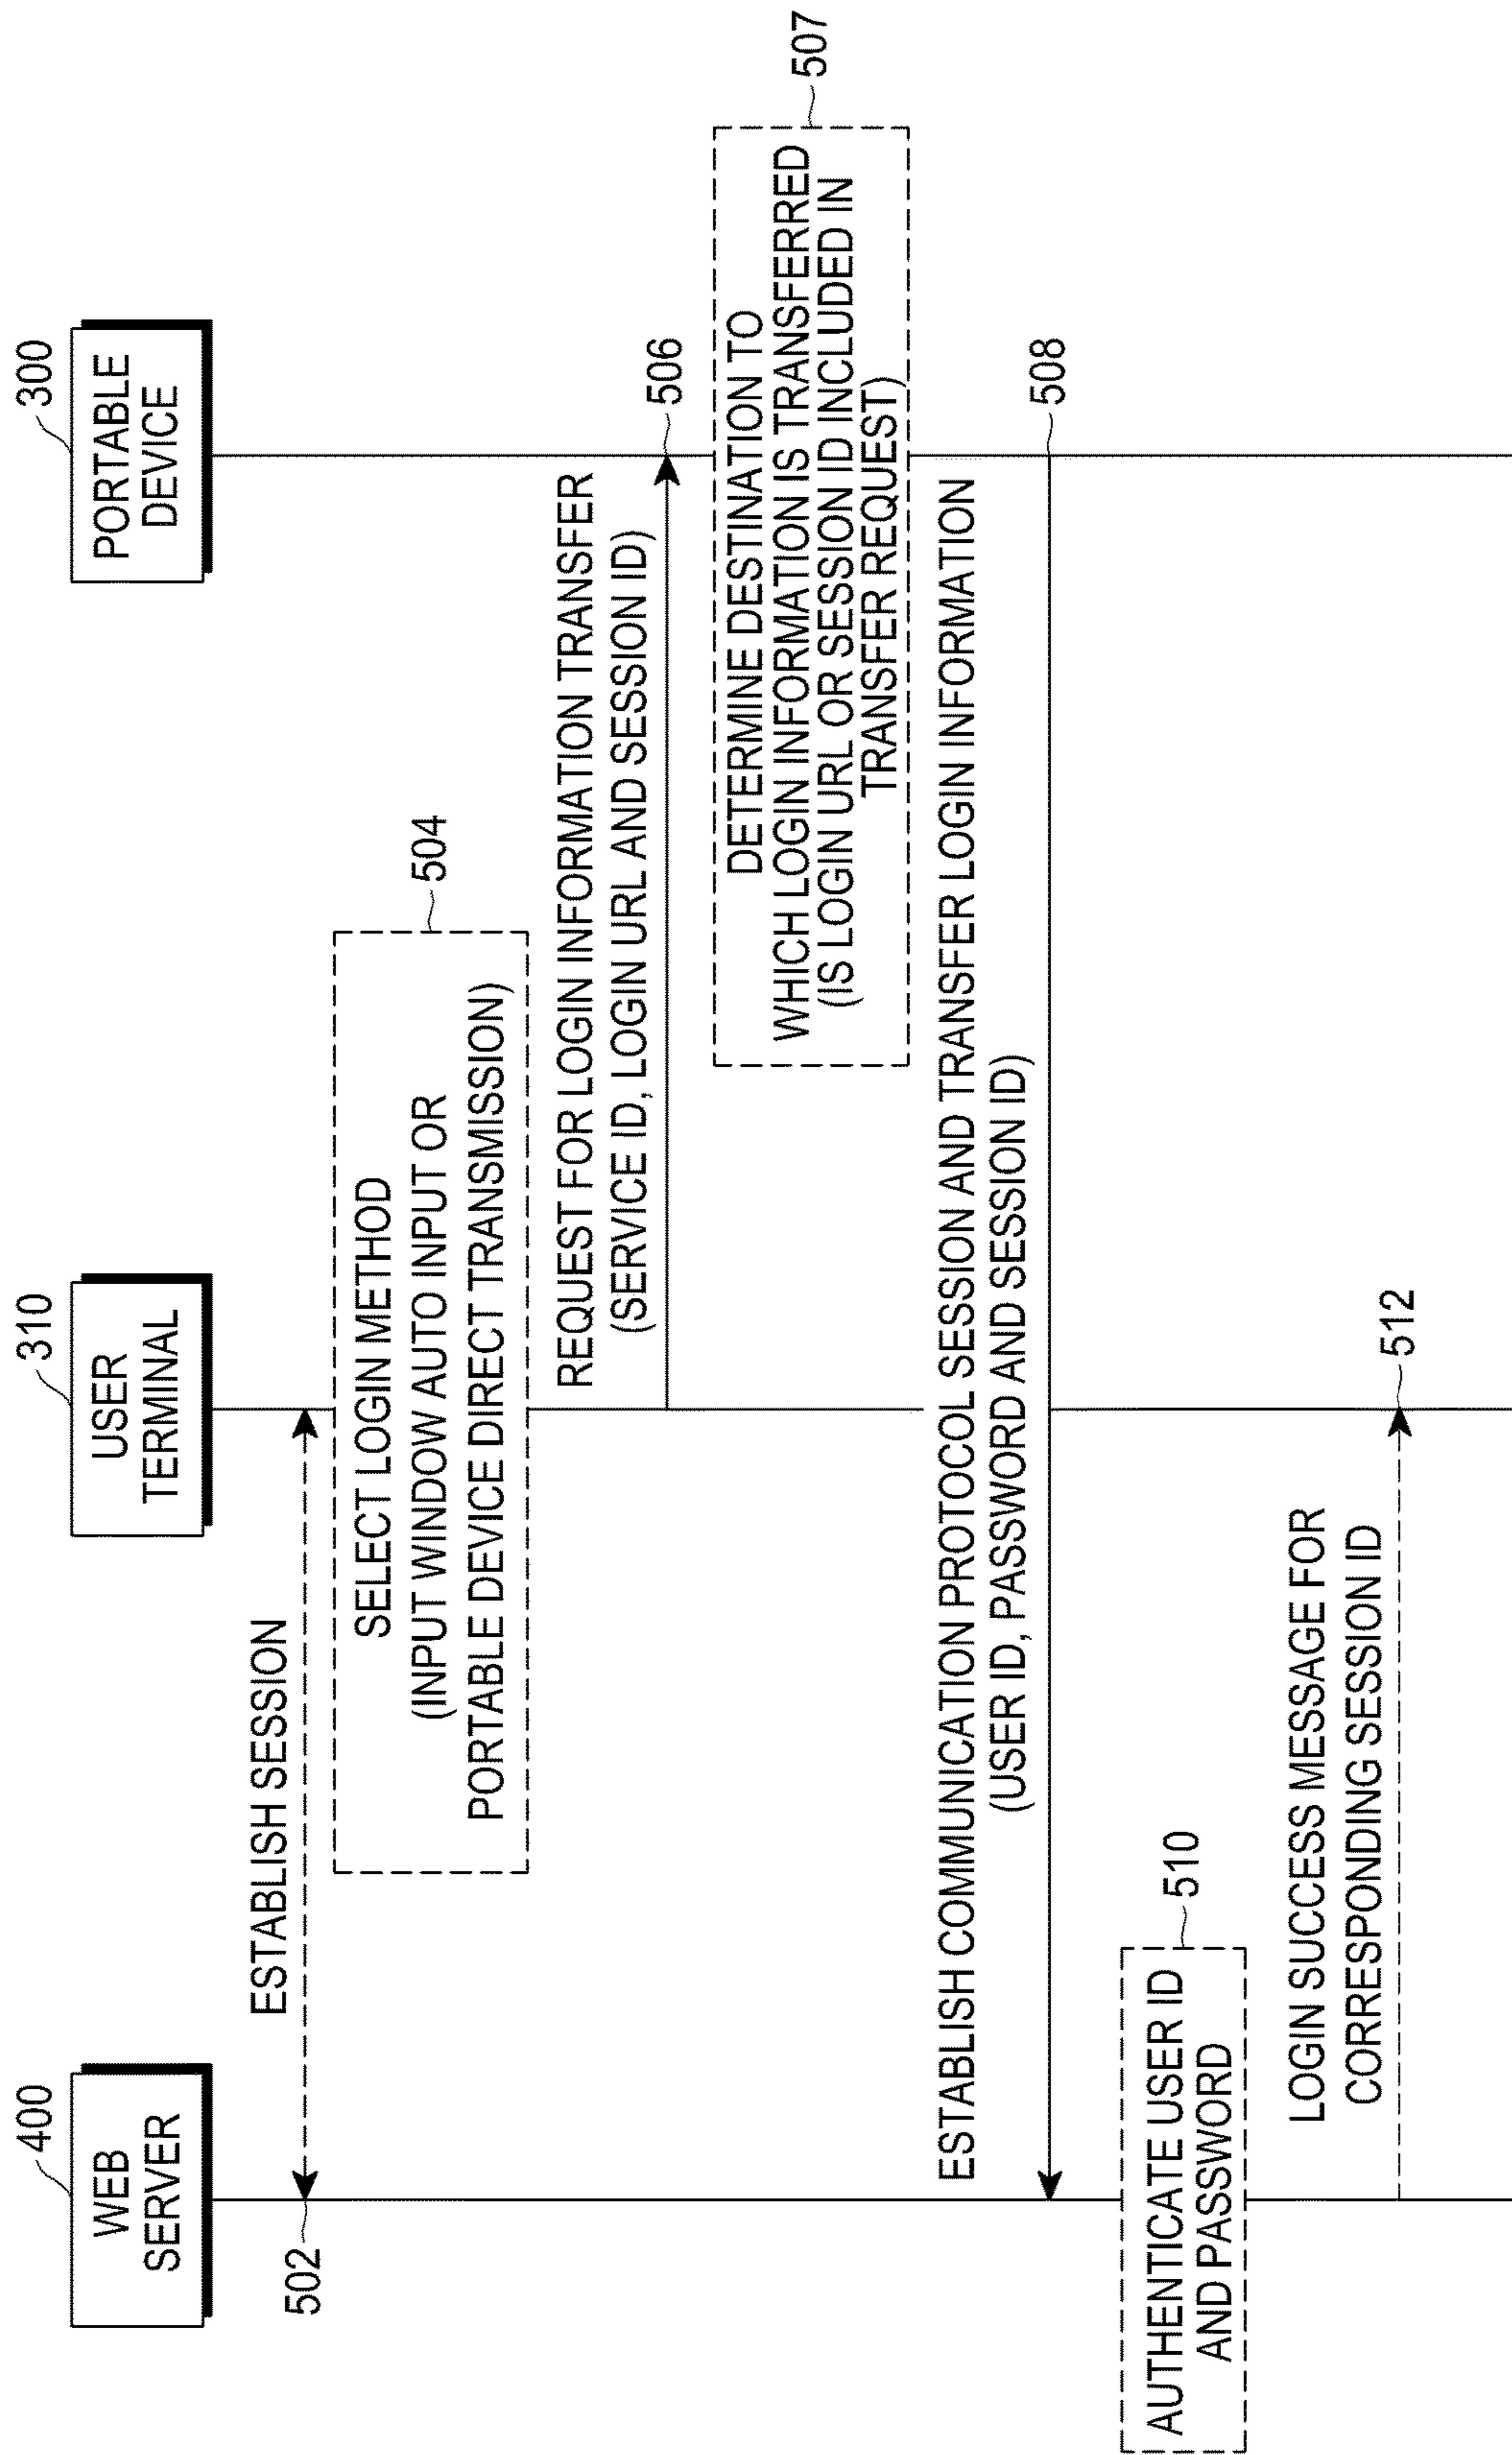 400
WEB
SERVER
310
USER
TERMINAL
300
PORTABLE
DEVICE
ESTABLISH SESSION
502
504
SELECT LOGIN METHOD
(INPUT WINDOW AUTO INPUT OR
PORTABLE DEVICE DIRECT TRANSMISSION)
REQUEST FOR LOGIN INFORMATION TRANSFER
(SERVICE ID, LOGIN URL AND SESSION ID)
506
507
DETERMINE DESTINATION TO
WHICH LOGIN INFORMATION IS TRANSFERRED
(IS LOGIN URL OR SESSION ID INCLUDED IN
TRANSFER REQUEST)
ESTABLISH COMMUNICATION PROTOCOL SESSION AND TRANSFER LOGIN INFORMATION
(USER ID, PASSWORD AND SESSION ID)
508
510
AUTHENTICATE USER ID
AND PASSWORD
LOGIN SUCCESS MESSAGE FOR
CORRESPONDING SESSION ID
512